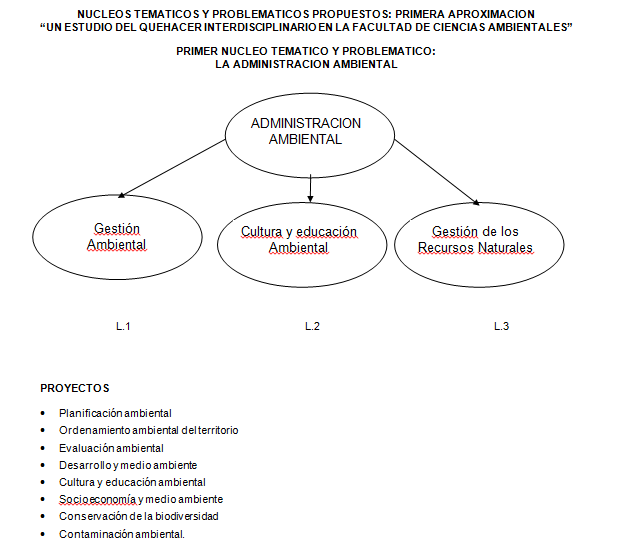 NUCLEOS TEMATICOS Y PROBLEMATICOS PROPUESTOS: PRIMERA APROXIMACION
“UN ESTUDIO DEL QUEHACER INTERDISCIPLINARIO EN LA FACULTAD DE CIENCIAS AMBIENTALES”
PRIMER NUCLEO TEMATICO Y PROBLEMATICO:
LA ADMINISTRACION AMBIENTAL
ADMINISTRACION
AMBIENTAL
Gestión
Ambiental
Cultura y educación
Ambiental
Gestión de los
Recursos Naturales
L.1
L.2
L.3
PROYECTOS
• Planificación ambiental
• Ordenamiento ambiental del territorio
• Evaluación ambiental
• Desarrollo y medio ambiente
• Cultura y educación ambiental
• Socioeconomía y medio ambiente
• Conservación de la biodiversidad
• Contaminación ambiental.